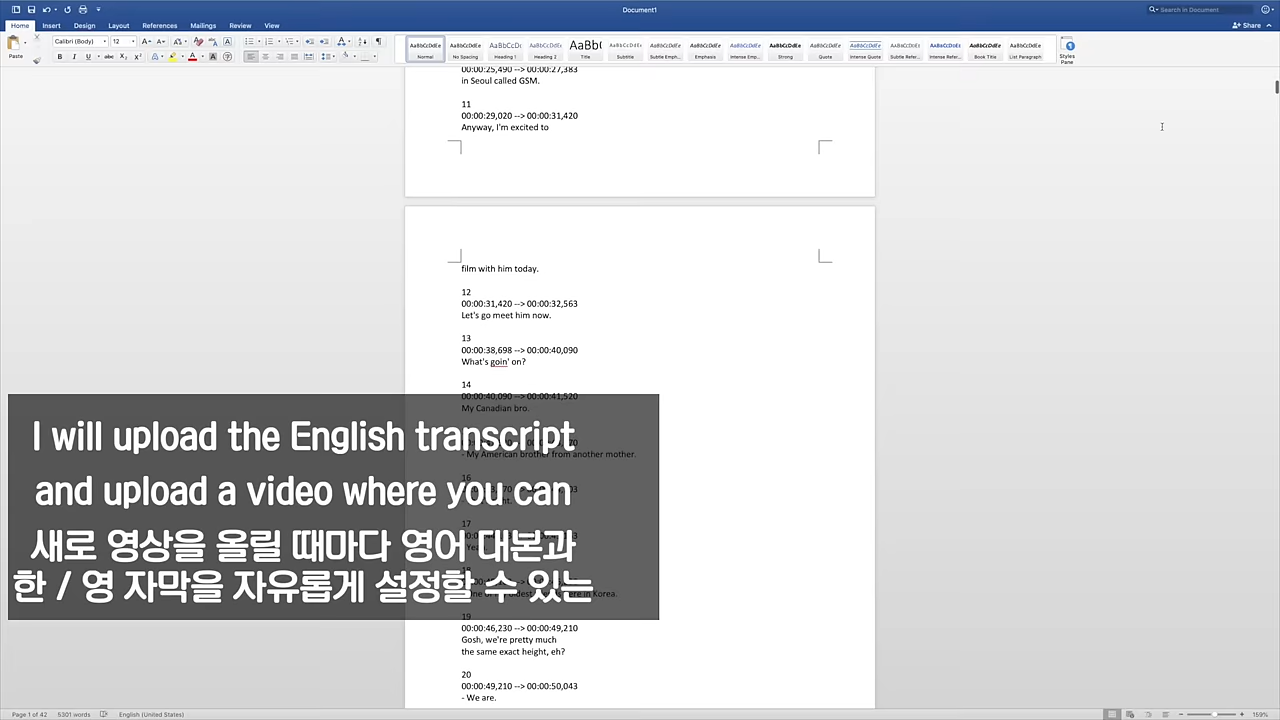 Document1
Search in Document
Home Insert Design Layout References Mailings Review View
Share
Paste
Calibri (Body) 12
AaBbCcDdEe AaBbCcDdEe AaBbCcDc AaBbCcDdEe AaBb( AaBbCcDdEe AaBbCcDdEe AaBbCcDdEe AaBbCcDdEe AaBbCcDdEe AaBbCcDdEe AaBbCcDdEe AaBbCcDdEe AaBbCcDdEe AaBbCcDdEe AaBbCcDdEe
Normal No Spacing Heading 1 Heading 2 Title Subtitle Subtle Emph... Emphasis Intense Emp... Strong Quote Intense Quote Subtle Refer... Intense Refer... Book Title List Paragraph
Styles
Pane
00:00:25,490 --> 00:00:27,383
in Seoul called GSM.
11
00:00:29,020 --> 00:00:31,420
Anyway, I'm excited to
film with him today.
12
00:00:31,420 --> 00:00:32,563
Let's go meet him now.
13
00:00:38,698 --> 00:00:40,090
What's goin' on?
14
00:00:40,090 --> 00:00:41,520
My Canadian bro.
- My American brother from another mother.
17
I will upload the English transcript
and upload a video where you can
새로 영상을 올릴 때마다 영어 대본과
한 / 영 자막을 자유롭게 설정할 수 있는
here in Korea.
19
00:00:46,230 --> 00:00:49,210
Gosh, we're pretty much
the same exact height, eh?
20
00:00:49,210 --> 00:00:50,043
- We are.
Page 1 of 42 5301 words English (United States) 159%